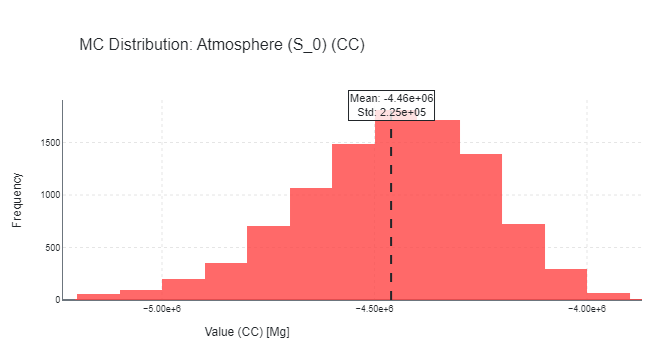 MC Distribution: Atmosphere (S_0) (CC)
Mean: -4.46e+06
Std: 2.25e+05
1500
1000
500
0
Frequency
−5.00e+6
−4.50e+6
−4.00e+6
Value (CC) [Mg]